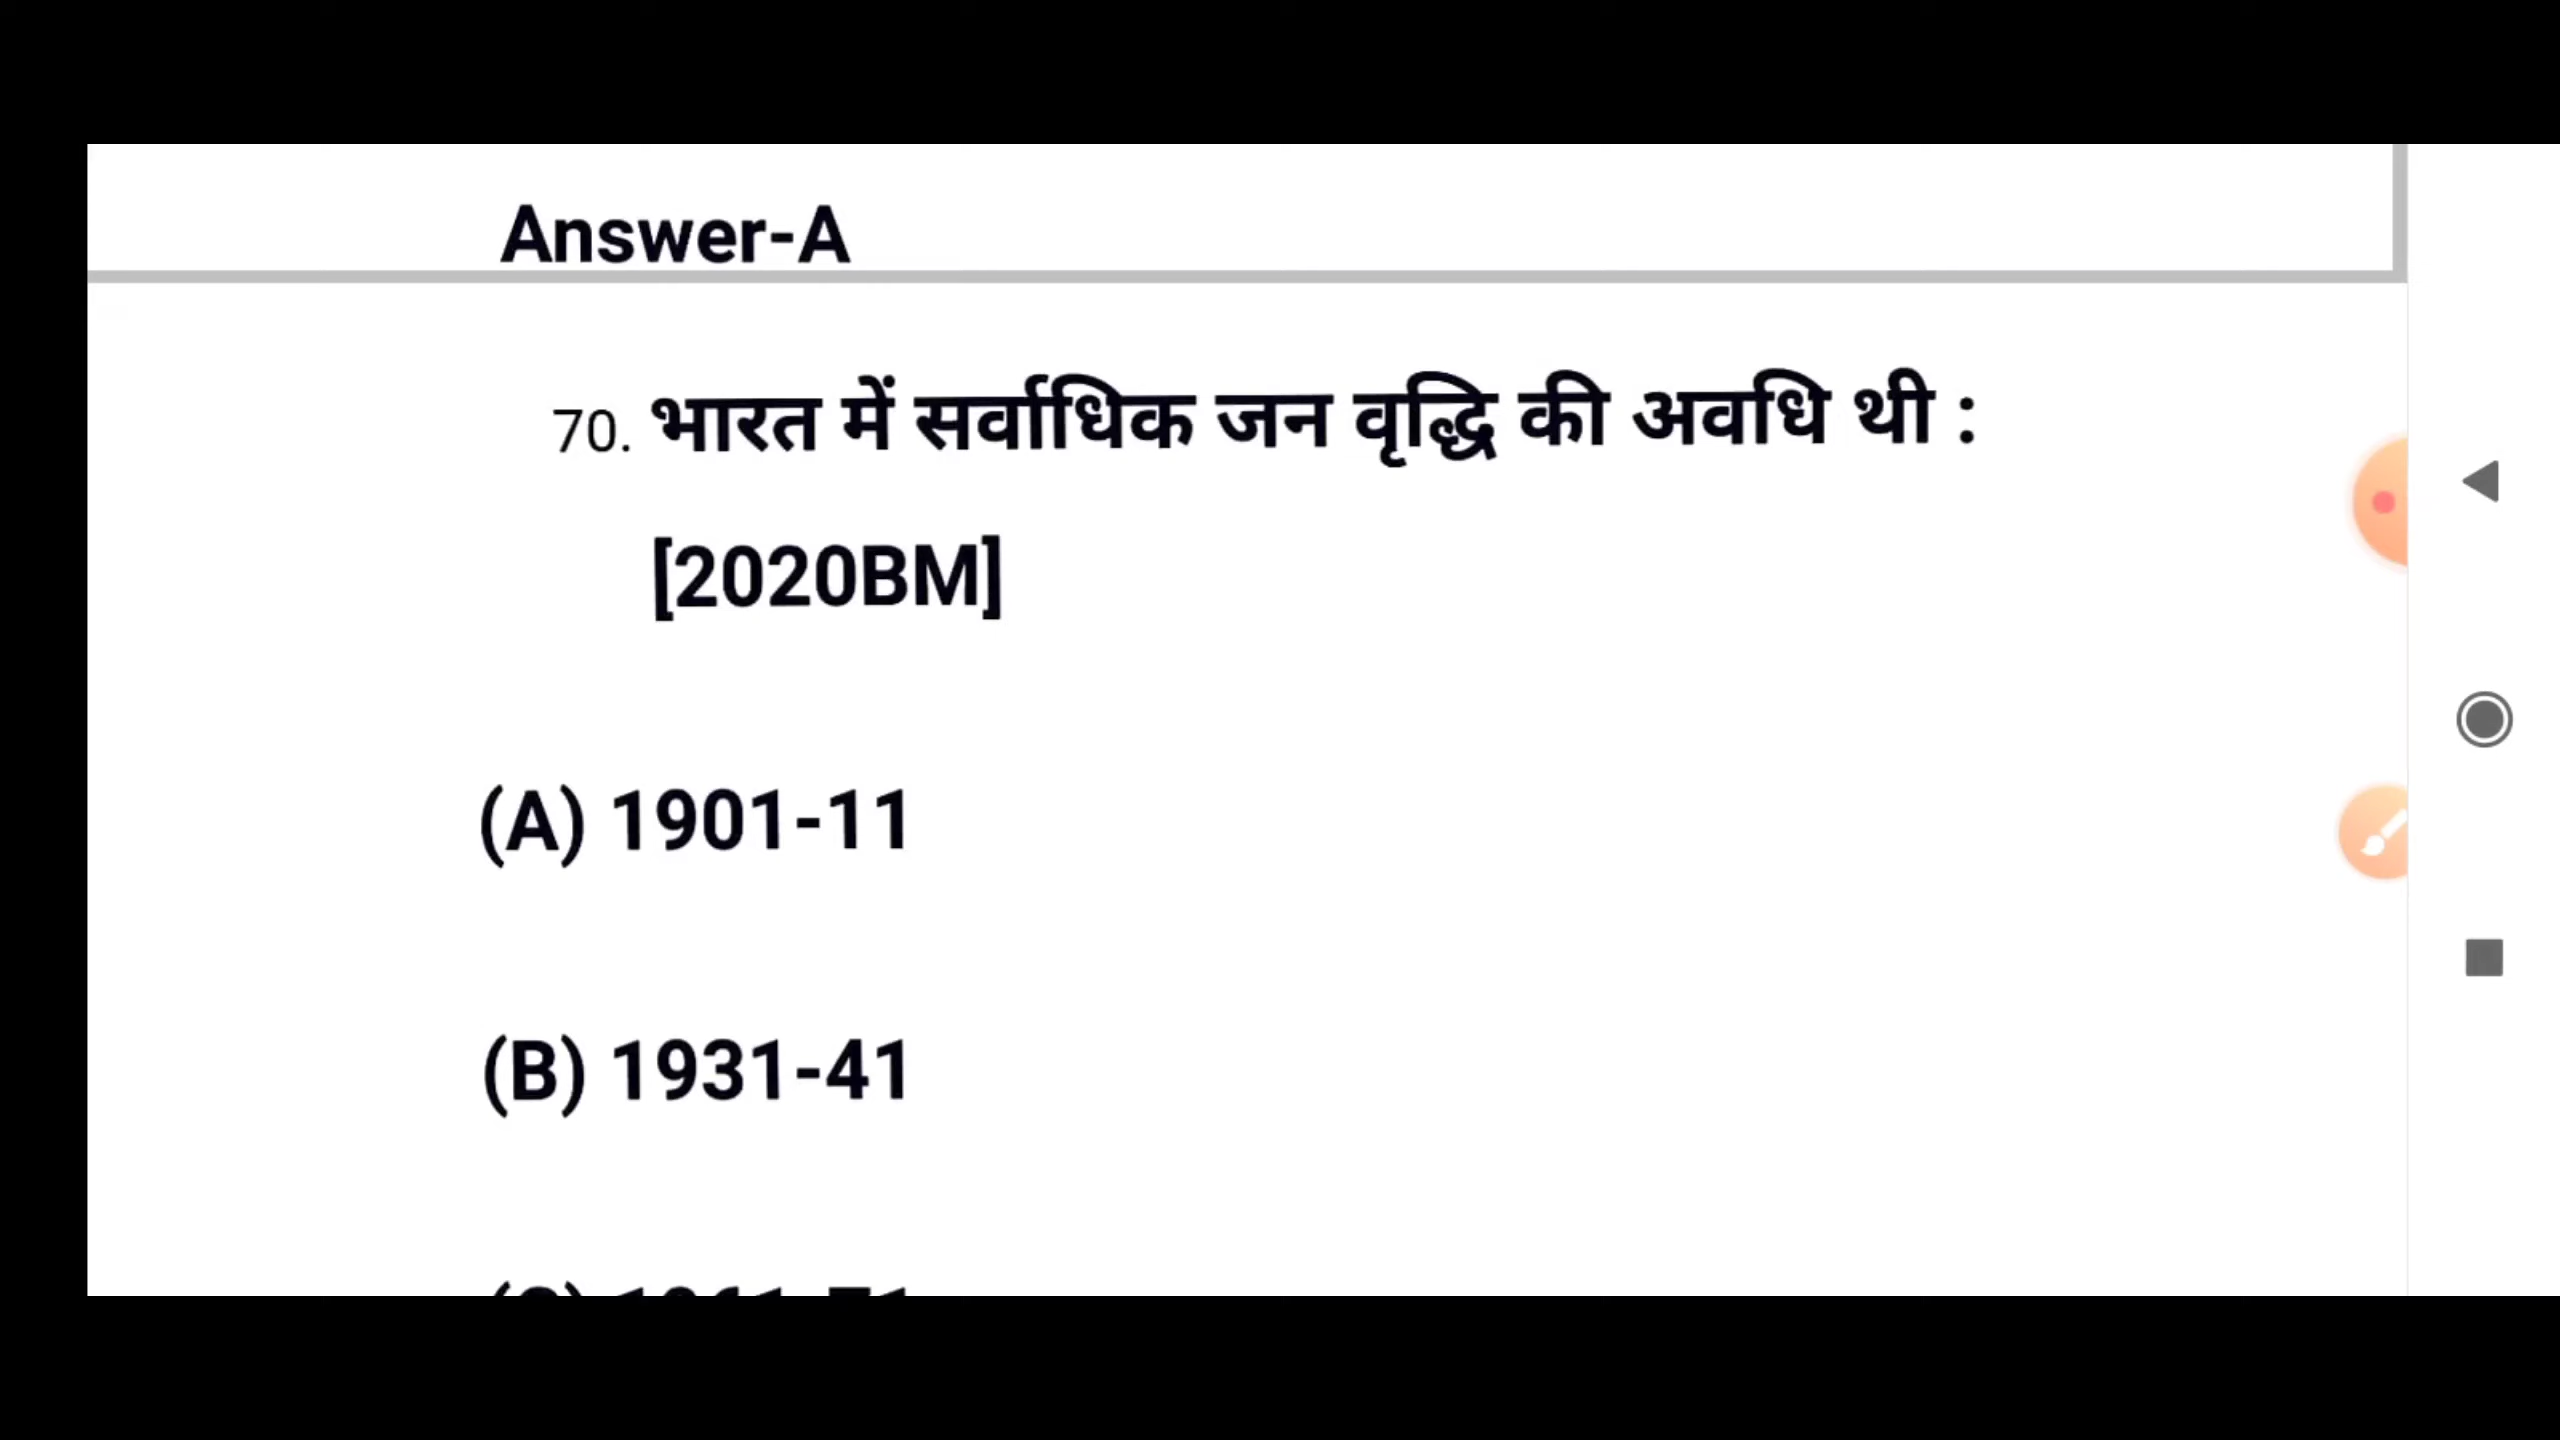 Answer-A
70. भारत में सर्वाधिक जन वृद्धि की अवधि थी :
[2020BM]
(A) 1901-11
(B) 1931-41